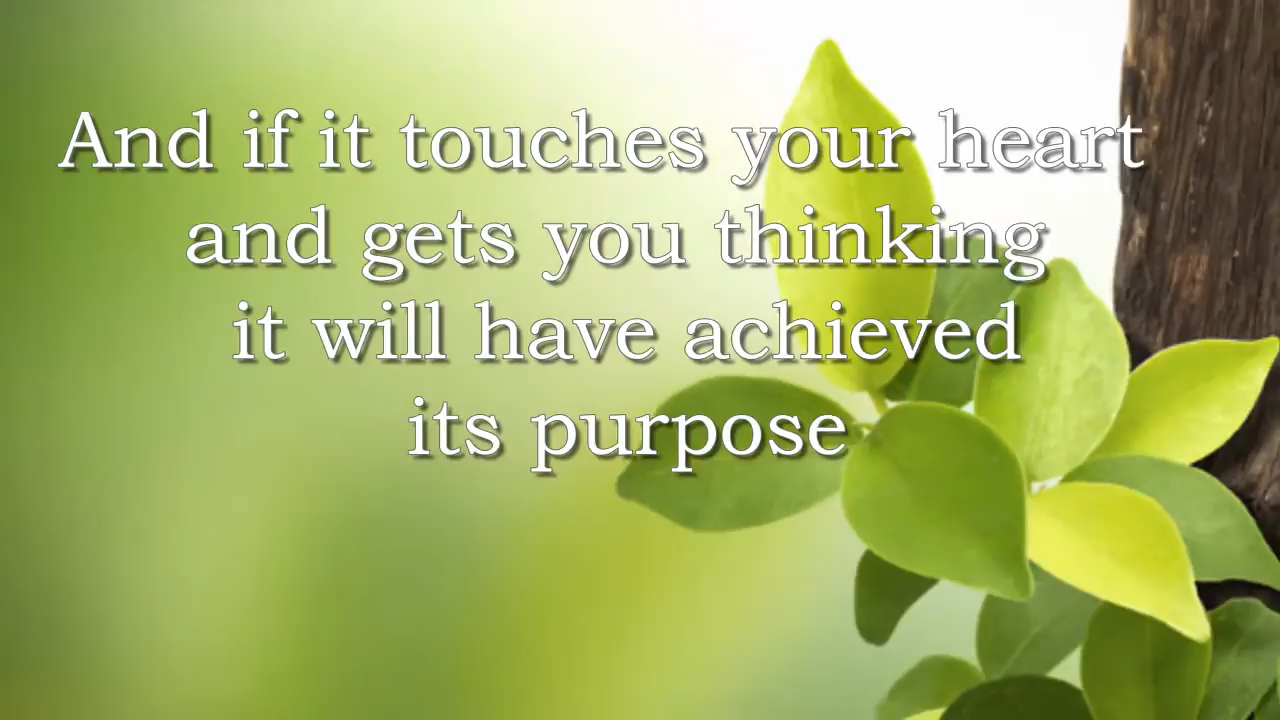 And if it touches your heart
and gets you thinking
it will have achieved
its purpose